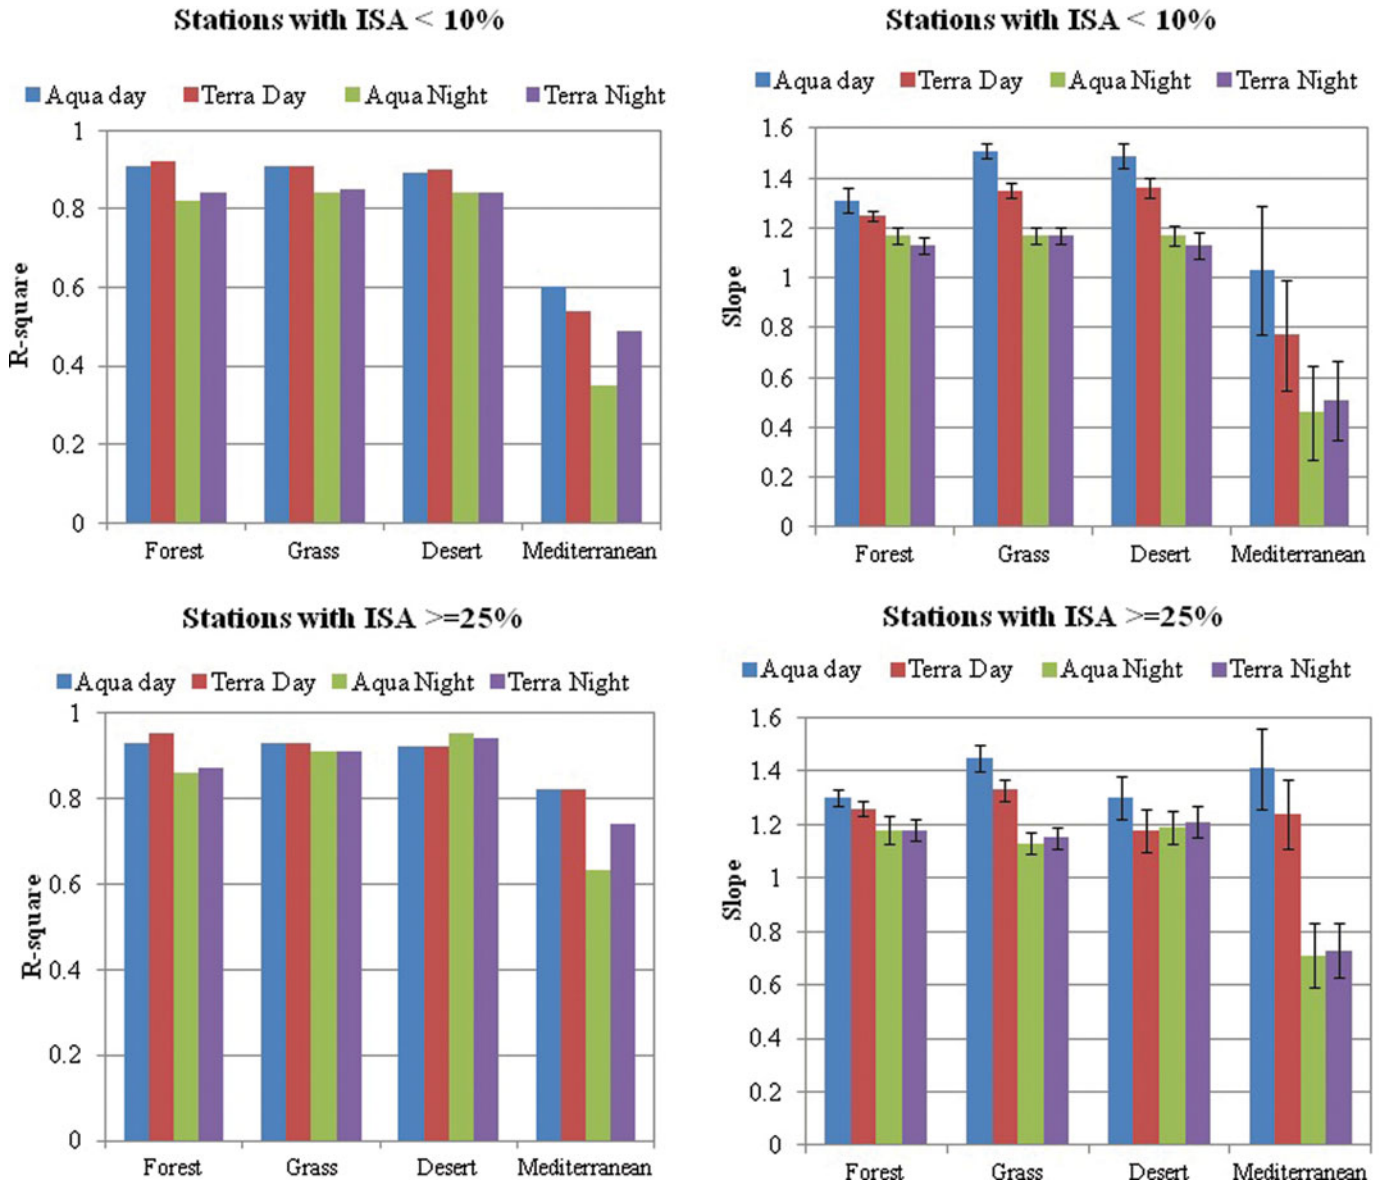 Stations with ISA < 10%
Aqua day Terra Day Aqua Night Terra Night
R-square
1
0.8
0.6
0.4
0.2
0
Forest Grass Desert Mediterranean
Stations with ISA < 10%
Aqua day Terra Day Aqua Night Terra Night
Slope
1.6
1.4
1.2
1
0.8
0.6
0.4
0.2
0
Forest Grass Desert Mediterranean
Stations with ISA >=25%
Aqua day Terra Day Aqua Night Terra Night
R-square
1
0.8
0.6
0.4
0.2
0
Forest Grass Desert Mediterranean
Stations with ISA >=25%
Aqua day Terra Day Aqua Night Terra Night
Slope
1.6
1.4
1.2
1
0.8
0.6
0.4
0.2
0
Forest Grass Desert Mediterranean